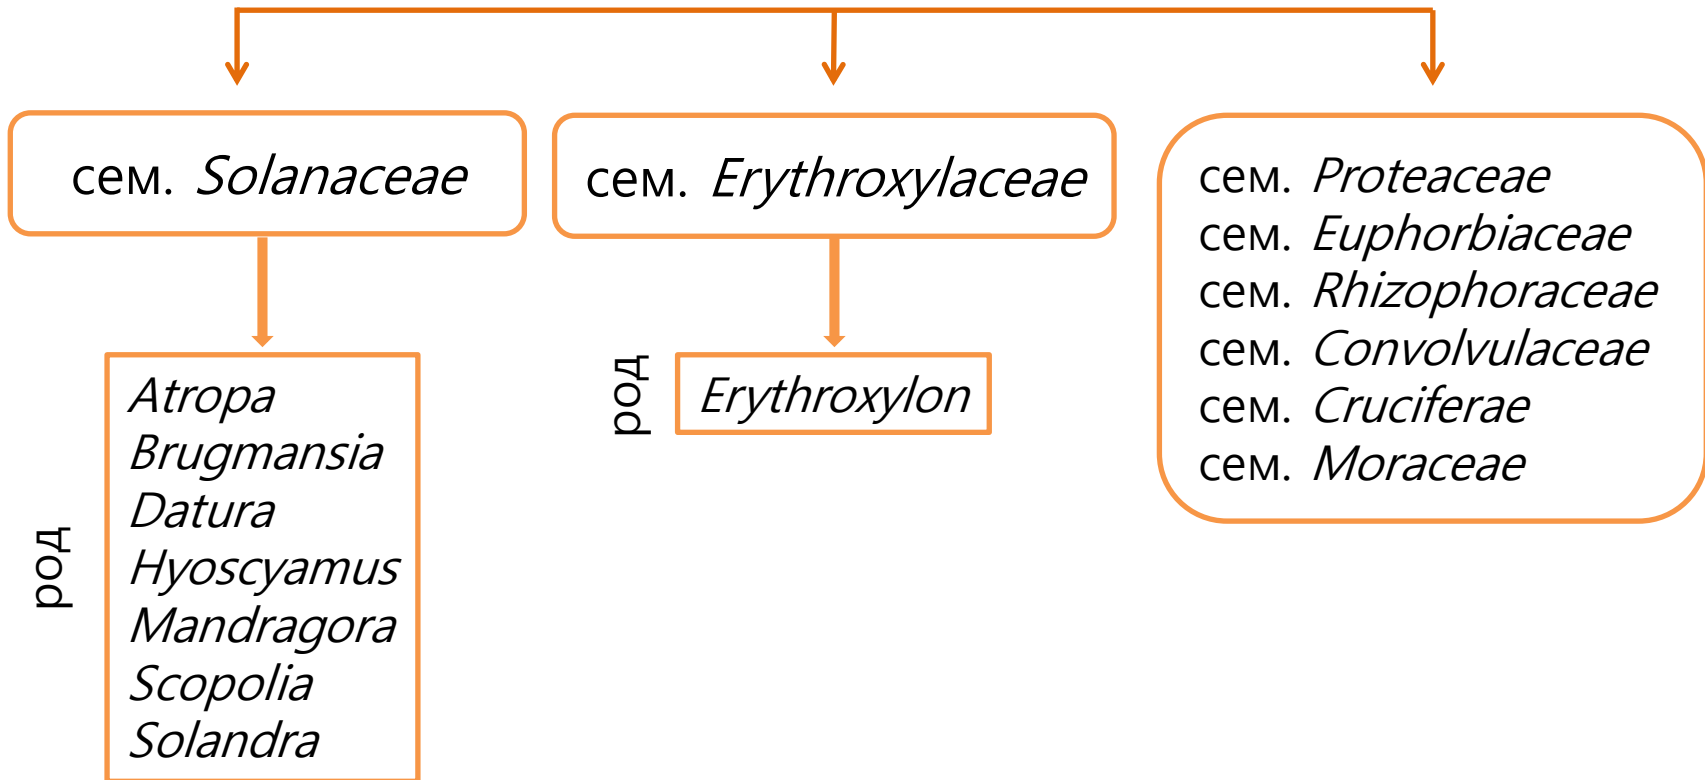 сем. Solanaceae
род
Atropa
Brugmansia
Datura
Hyoscyamus
Mandragora
Scopolia
Solandra
сем. Erythroxylaceae
род
Erythroxylon
сем. Proteaceae
сем. Euphorbiaceae
сем. Rhizophoraceae
сем. Convolvulaceae
сем. Cruciferae
сем. Moraceae